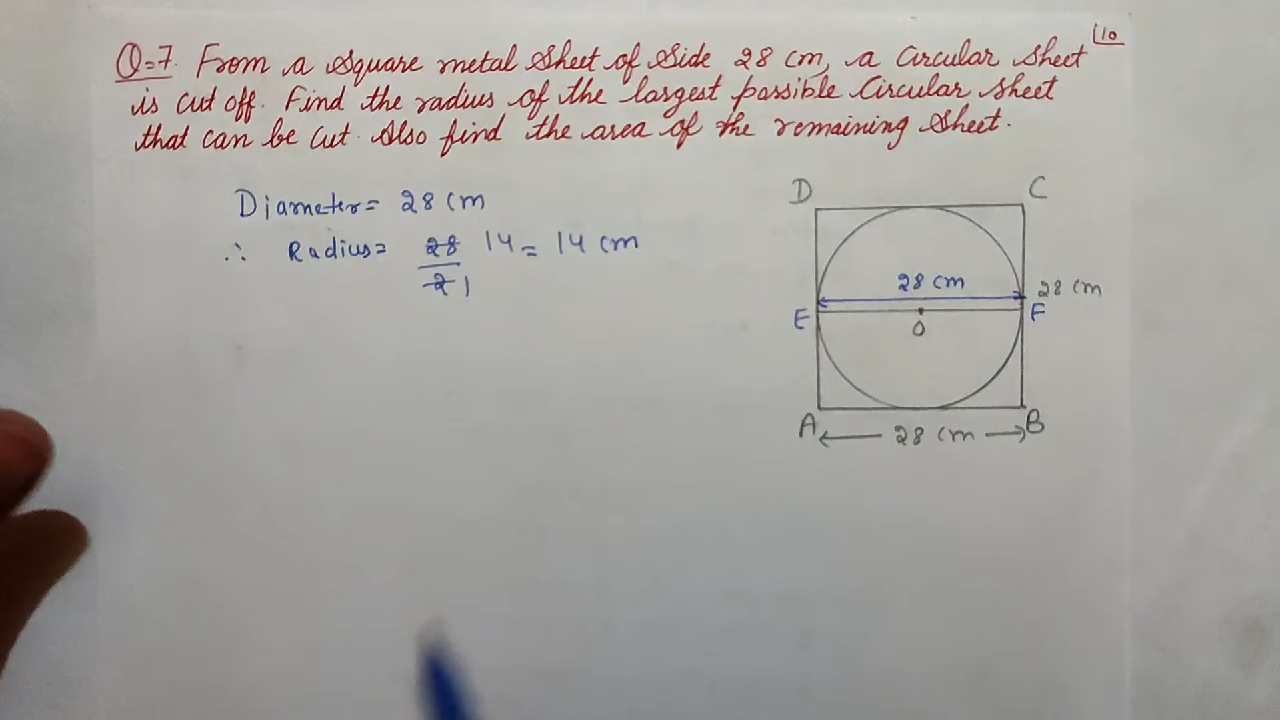 10
Q=7. From a square metal sheet of side 28 cm, a circular sheet
is cut off. Find the radius of the largest possible circular sheet
that can be cut. Also find the area of the remaining sheet.
Diameter = 28 cm
∴ Radius = 28/2 14 1 = 14 cm
D C
28 cm
28 cm
E F
O
A B
28 cm